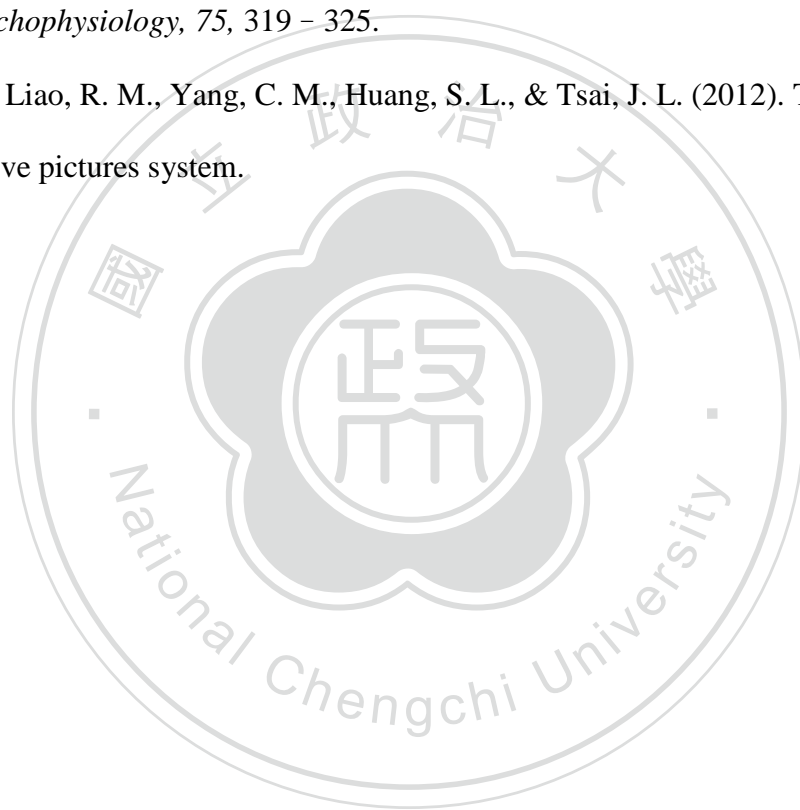 chophysiology, 75, 319 – 325.
Liao, R. M., Yang, C. M., Huang, S. L., & Tsai, J. L. (2012). T
ve pictures system.
國立政治大學
National Chengchi University